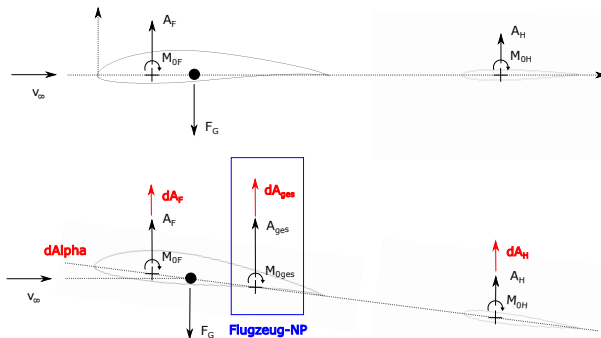 A_F
A_H
M_0F
M_0H
v_∞
F_G
dA_F
dA_ges
A_F
A_ges
dA_H
dAlpha
M_0F
M_0ges
A_H
v_∞
M_0H
F_G
Flugzeug-NP